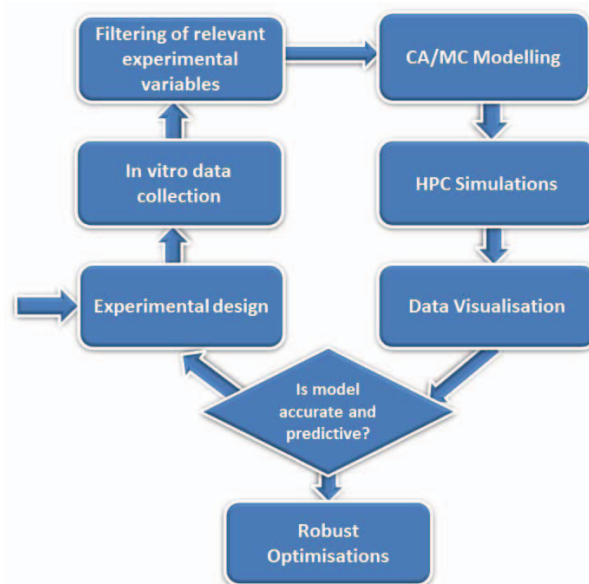 Filtering of relevant
experimental
variables
CA/MC Modelling
In vitro data
collection
HPC Simulations
Experimental design
Data Visualisation
Is model
accurate and
predictive?
Robust
Optimisations